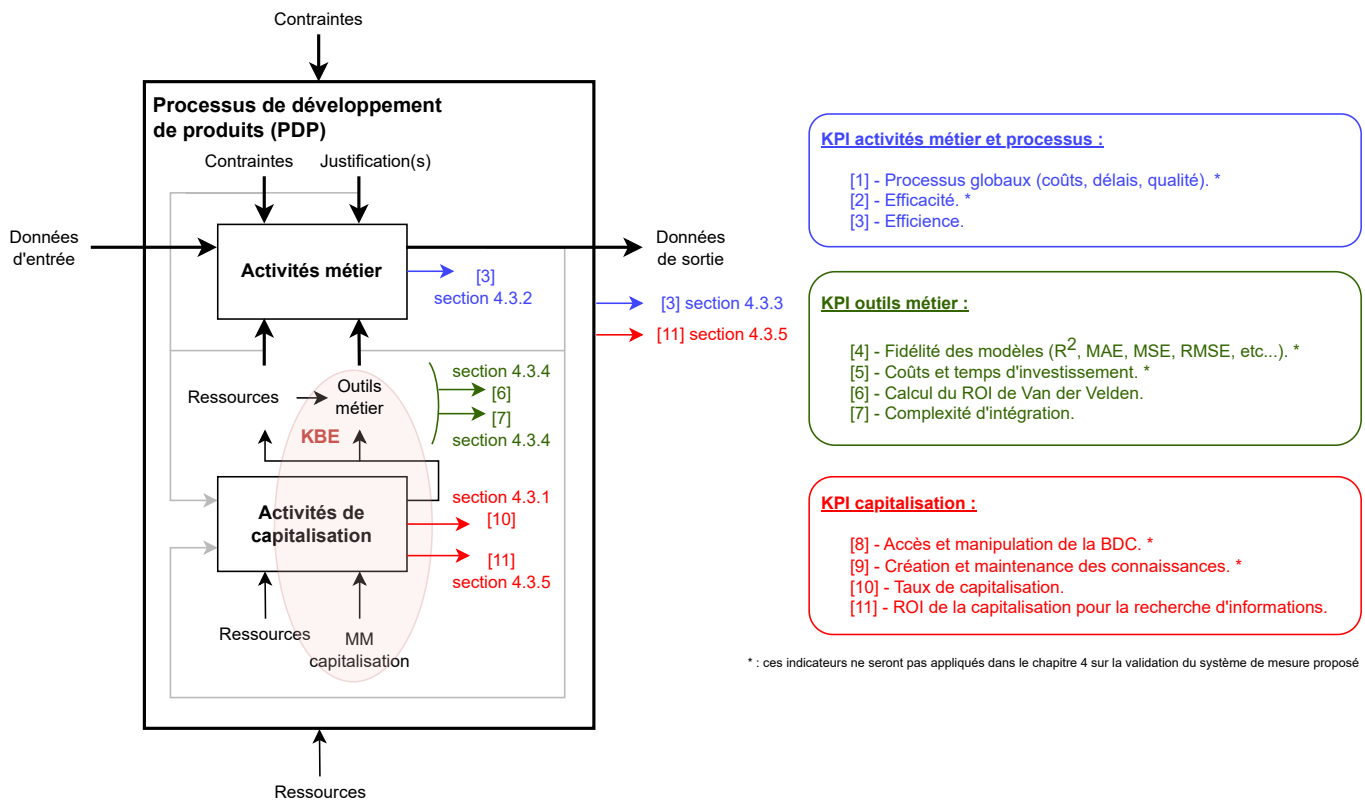 Contraintes
Processus de développement
de produits (PDP)
Contraintes
Justification(s)
Données
d'entrée
Activités métier
[3]
section 4.3.2
Données
de sortie
[3] section 4.3.3
[11] section 4.3.5
Ressources
Outils
métier
section 4.3.4
[6]
[7]
section 4.3.4
KBE
Activités de
capitalisation
section 4.3.1
[10]
[11]
section 4.3.5
Ressources
MM
capitalisation
Ressources
KPI activités métier et processus :
[1] - Processus globaux (coûts, délais, qualité). *
[2] - Efficacité. *
[3] - Efficience.
KPI outils métier :
[4] - Fidélité des modèles (R², MAE, MSE, RMSE, etc...). *
[5] - Coûts et temps d'investissement. *
[6] - Calcul du ROI de Van der Velden.
[7] - Complexité d'intégration.
KPI capitalisation :
[8] - Accès et manipulation de la BDC. *
[9] - Création et maintenance des connaissances. *
[10] - Taux de capitalisation.
[11] - ROI de la capitalisation pour la recherche d'informations.
* : ces indicateurs ne seront pas appliqués dans le chapitre 4 sur la validation du système de mesure proposé